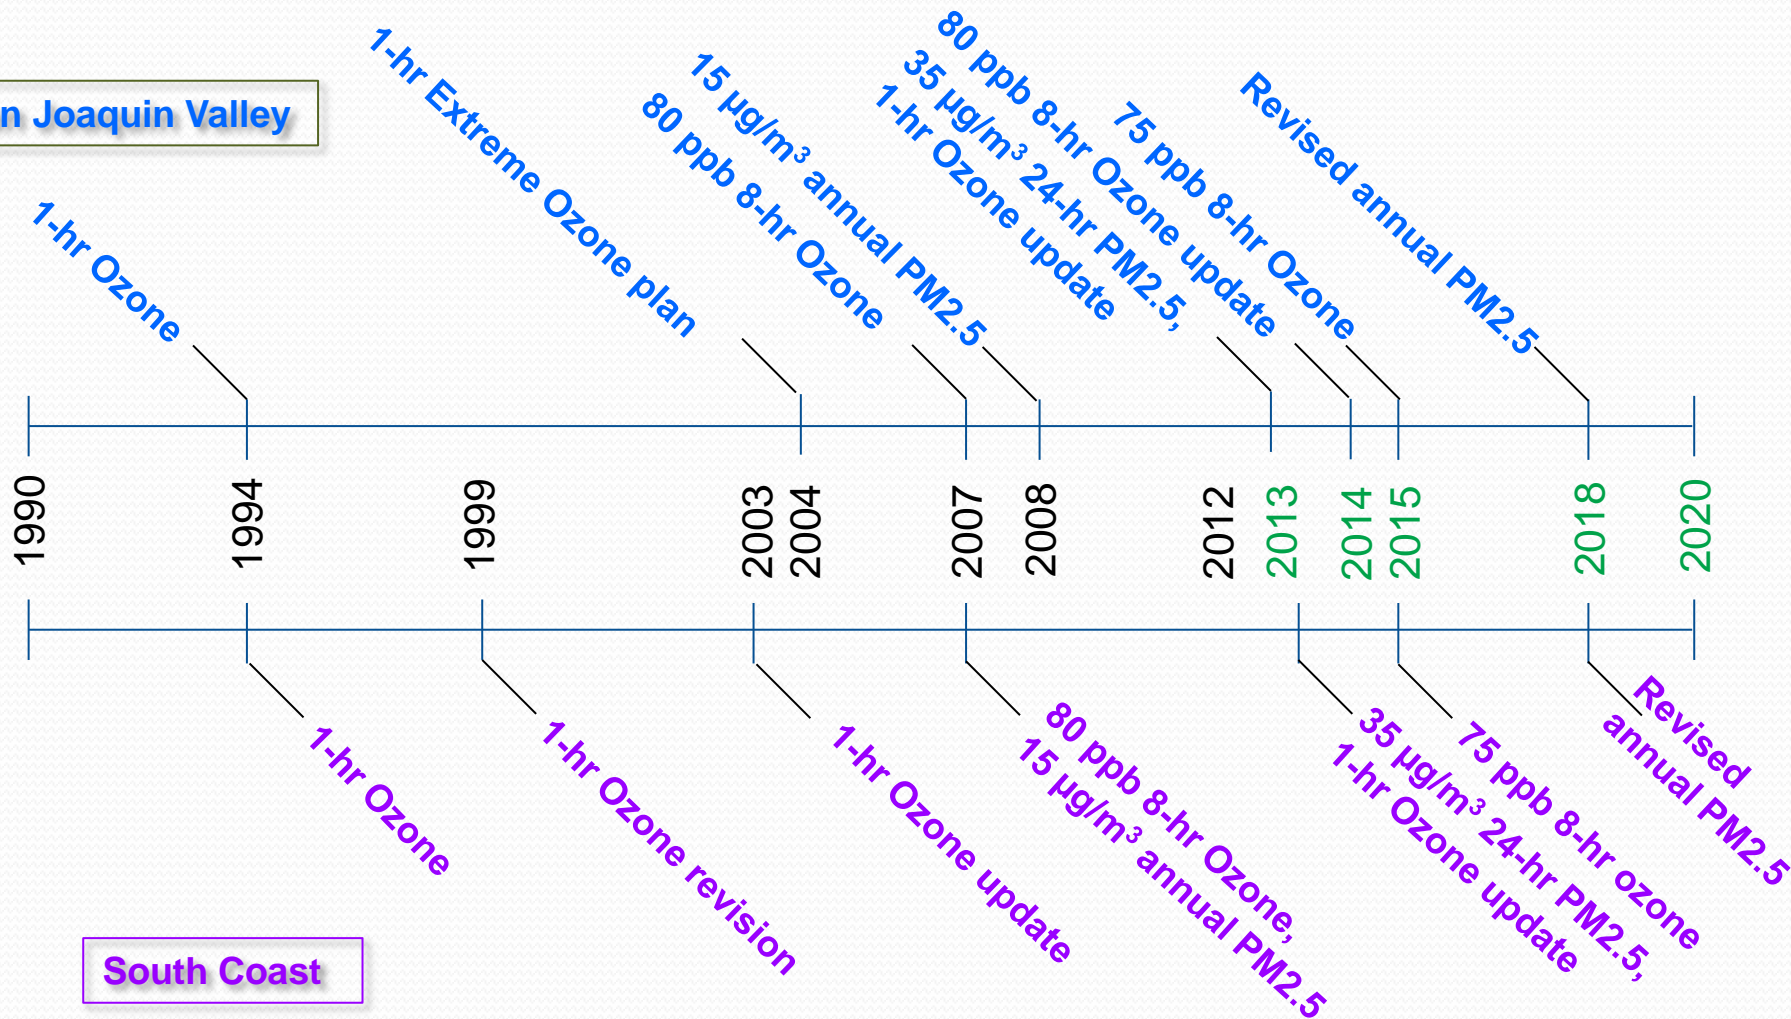 n Joaquin Valley
1-hr Ozone
1-hr Extreme Ozone plan
80 ppb 8-hr Ozone
15 µg/m³ annual PM2.5
1-hr Ozone update
35 µg/m³ 24-hr PM2.5,
80 ppb 8-hr Ozone update
75 ppb 8-hr Ozone
Revised annual PM2.5
1990
1994
1999
2003
2004
2007
2008
2012
2013
2014
2015
2018
2020
1-hr Ozone
1-hr Ozone revision
1-hr Ozone update
80 ppb 8-hr Ozone,
15 µg/m³ annual PM2.5
35 µg/m³ 24-hr PM2.5,
1-hr Ozone update
75 ppb 8-hr ozone
Revised
annual PM2.5
South Coast